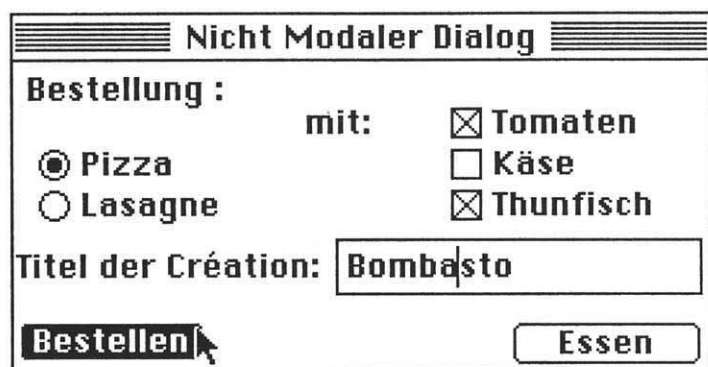 Nicht Modaler Dialog
Bestellung :
mit:
Tomaten
Pizza
Käse
Lasagne
Thunfisch
Titel der Création: Bombasto
Bestellen
Essen